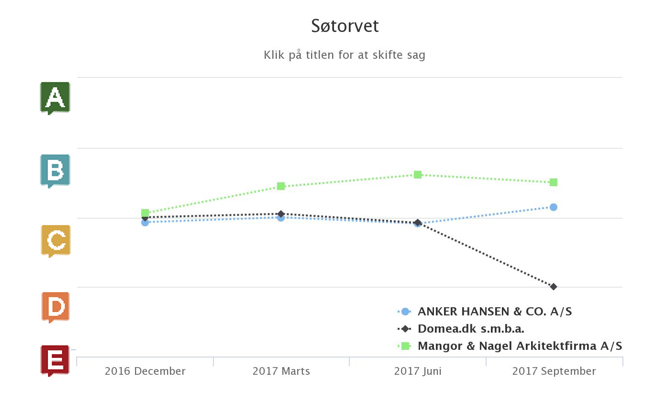 Søtorvet
Klik på titlen for at skifte sag
A
B
C
D
E
ANKER HANSEN & CO. A/S
Domea.dk s.m.b.a.
Mangor & Nagel Arkitektfirma A/S
2016 December
2017 Marts
2017 Juni
2017 September